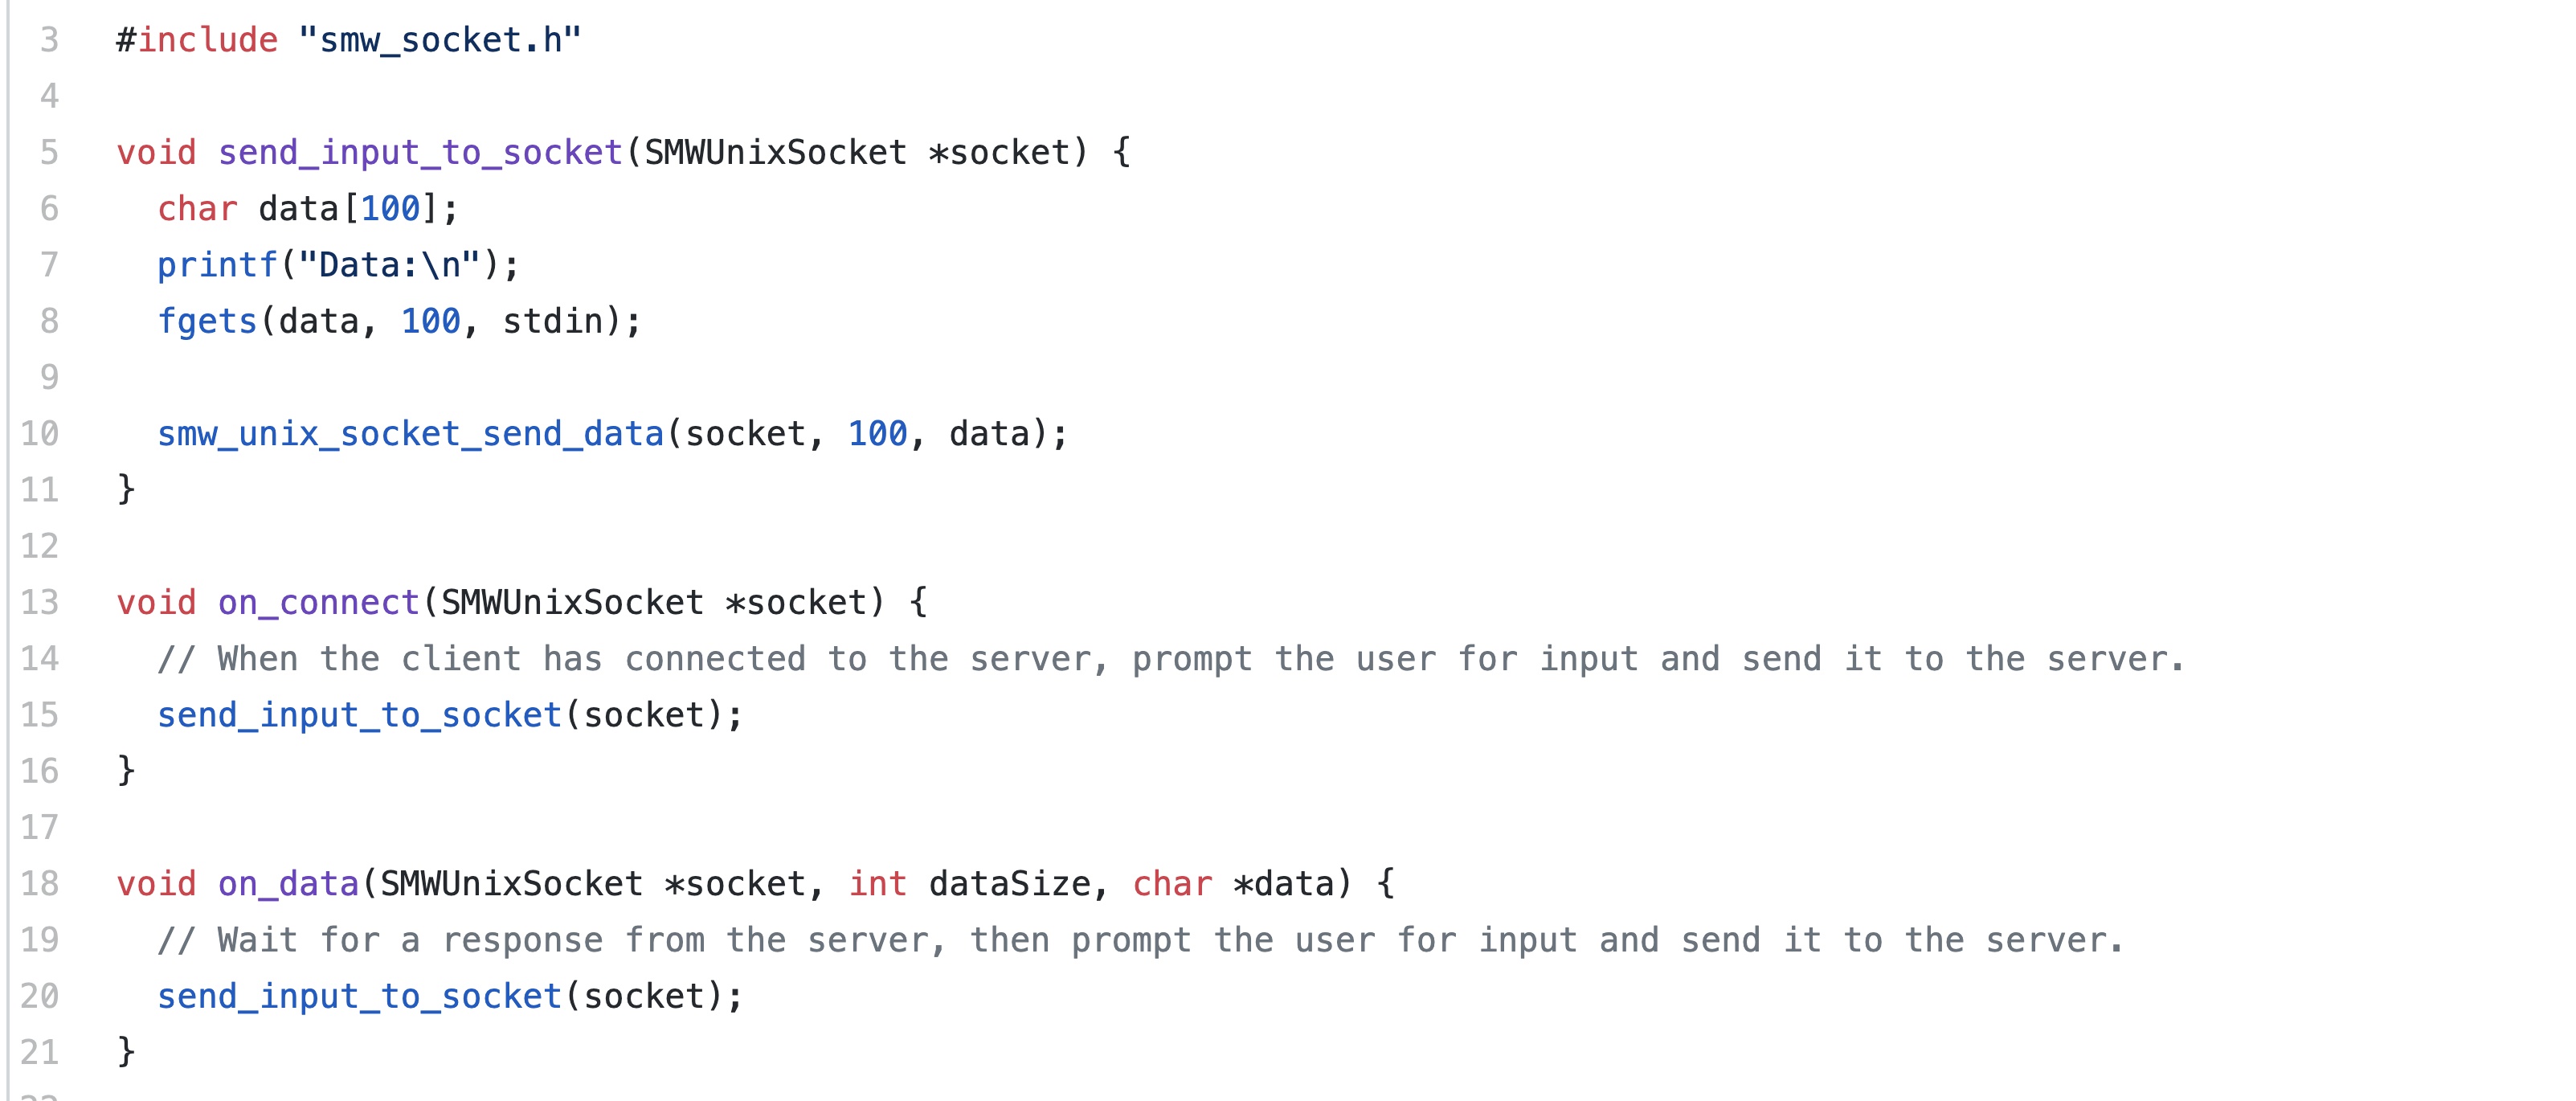 3 #include "smw_socket.h"
4
5 void send_input_to_socket(SMWUnixSocket *socket) {
6   char data[100];
7   printf("Data:\n");
8   fgets(data, 100, stdin);
9
10   smw_unix_socket_send_data(socket, 100, data);
11 }
12
13 void on_connect(SMWUnixSocket *socket) {
14   // When the client has connected to the server, prompt the user for input and send it to the server.
15   send_input_to_socket(socket);
16 }
17
18 void on_data(SMWUnixSocket *socket, int dataSize, char *data) {
19   // Wait for a response from the server, then prompt the user for input and send it to the server.
20   send_input_to_socket(socket);
21 }